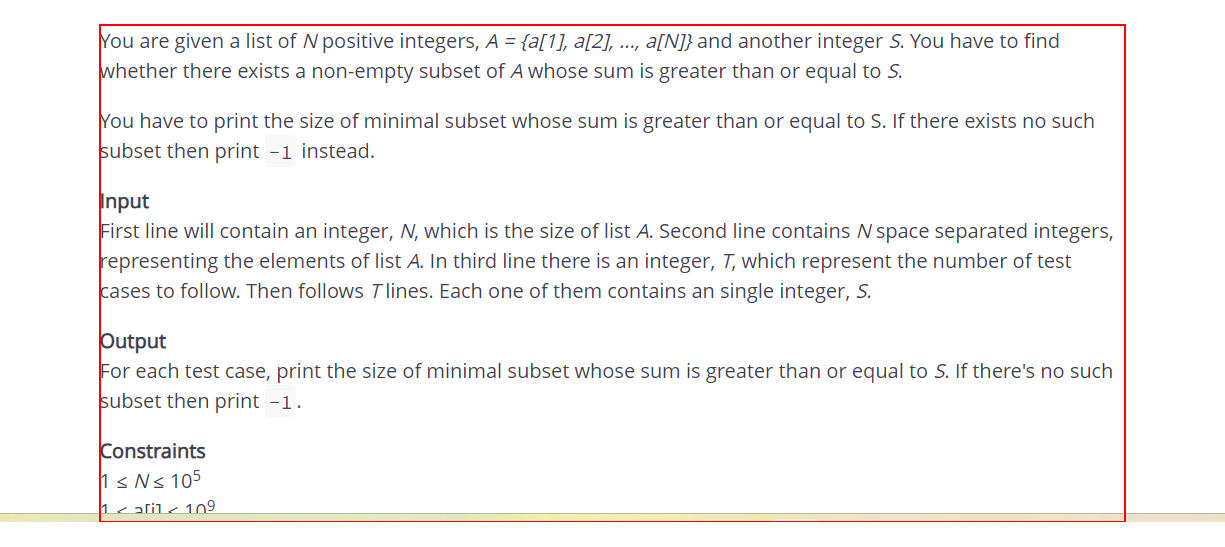 You are given a list of N positive integers, A = {a[1], a[2], ..., a[N]} and another integer S. You have to find
whether there exists a non-empty subset of A whose sum is greater than or equal to S.
You have to print the size of minimal subset whose sum is greater than or equal to S. If there exists no such
subset then print -1 instead.
Input
First line will contain an integer, N, which is the size of list A. Second line contains N space separated integers,
representing the elements of list A. In third line there is an integer, T, which represent the number of test
cases to follow. Then follows T lines. Each one of them contains an single integer, S.
Output
For each test case, print the size of minimal subset whose sum is greater than or equal to S. If there's no such
subset then print -1.
Constraints
1 ≤ N ≤ 10⁵
1 ≤ a[i] ≤ 10⁹